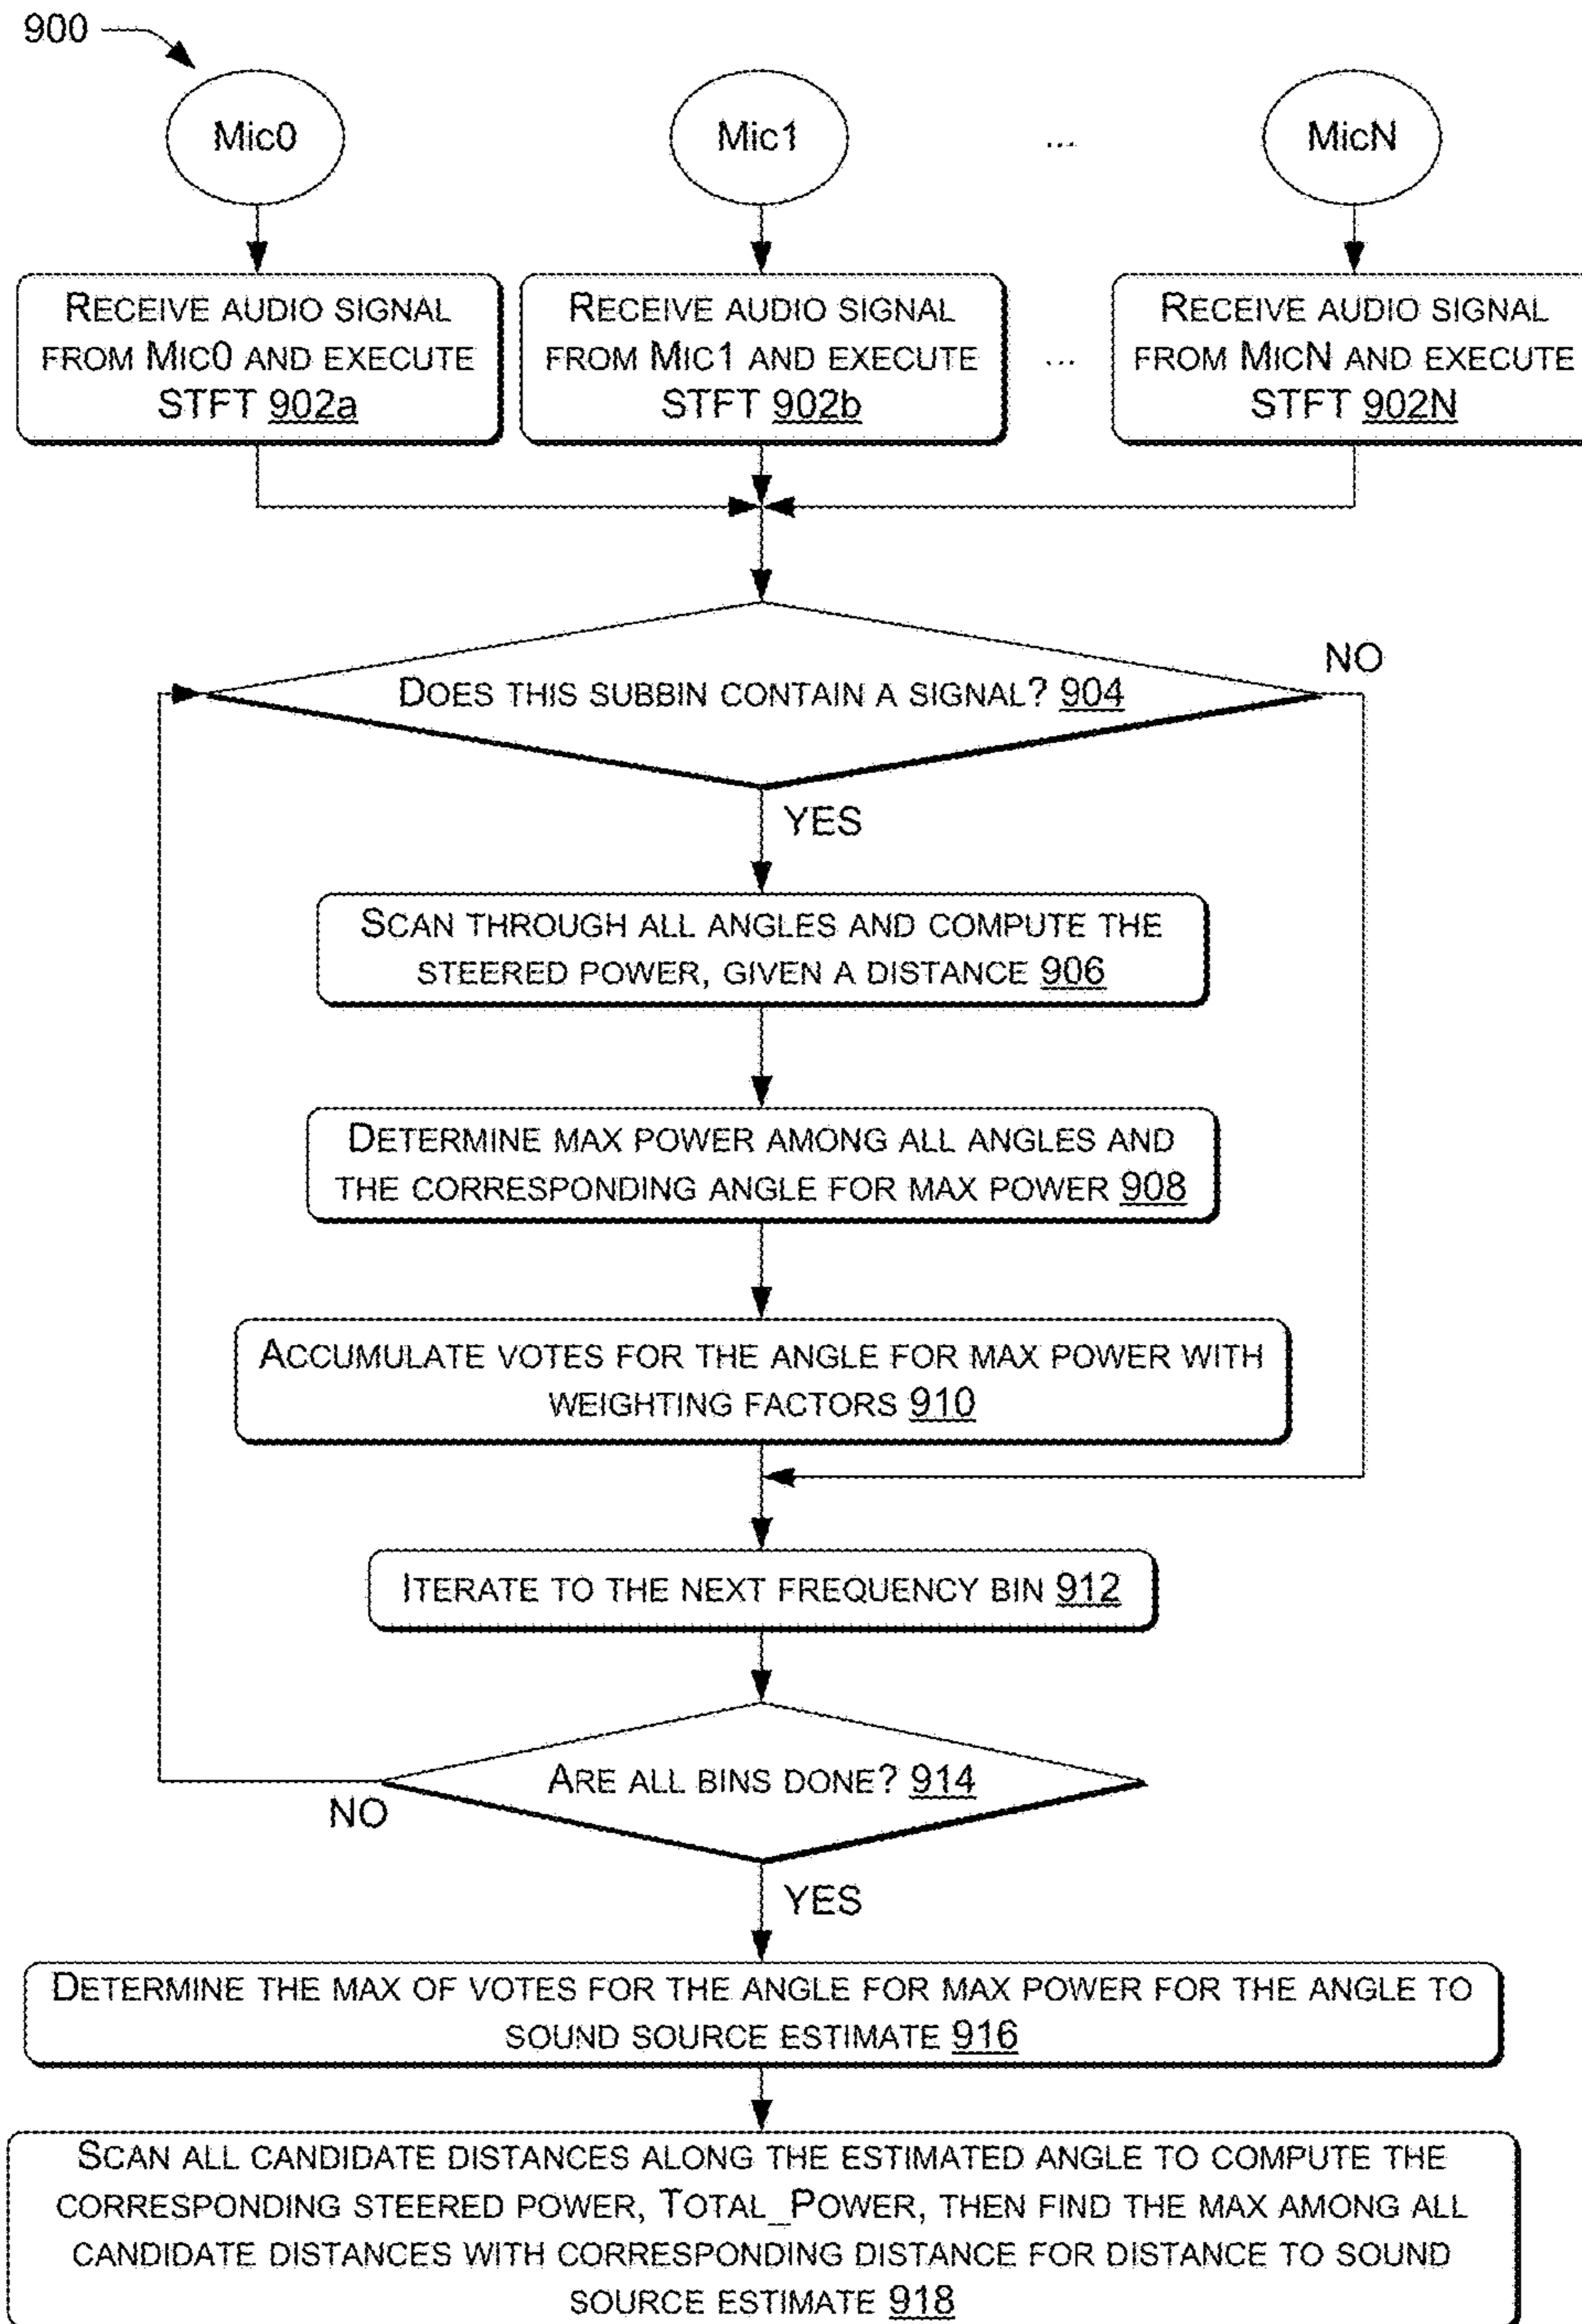 900
Mic0
Mic1
...
MicN
RECEIVE AUDIO SIGNAL
FROM MIC0 AND EXECUTE
STFT 902a
RECEIVE AUDIO SIGNAL
FROM MIC1 AND EXECUTE
STFT 902b
...
RECEIVE AUDIO SIGNAL
FROM MICN AND EXECUTE
STFT 902N
DOES THIS SUBBIN CONTAIN A SIGNAL? 904
NO
YES
SCAN THROUGH ALL ANGLES AND COMPUTE THE
STEERED POWER, GIVEN A DISTANCE 906
DETERMINE MAX POWER AMONG ALL ANGLES AND
THE CORRESPONDING ANGLE FOR MAX POWER 908
ACCUMULATE VOTES FOR THE ANGLE FOR MAX POWER WITH
WEIGHTING FACTORS 910
ITERATE TO THE NEXT FREQUENCY BIN 912
ARE ALL BINS DONE? 914
NO
YES
DETERMINE THE MAX OF VOTES FOR THE ANGLE FOR MAX POWER FOR THE ANGLE TO
SOUND SOURCE ESTIMATE 916
SCAN ALL CANDIDATE DISTANCES ALONG THE ESTIMATED ANGLE TO COMPUTE THE
CORRESPONDING STEERED POWER, TOTAL_POWER, THEN FIND THE MAX AMONG ALL
CANDIDATE DISTANCES WITH CORRESPONDING DISTANCE FOR DISTANCE TO SOUND
SOURCE ESTIMATE 918